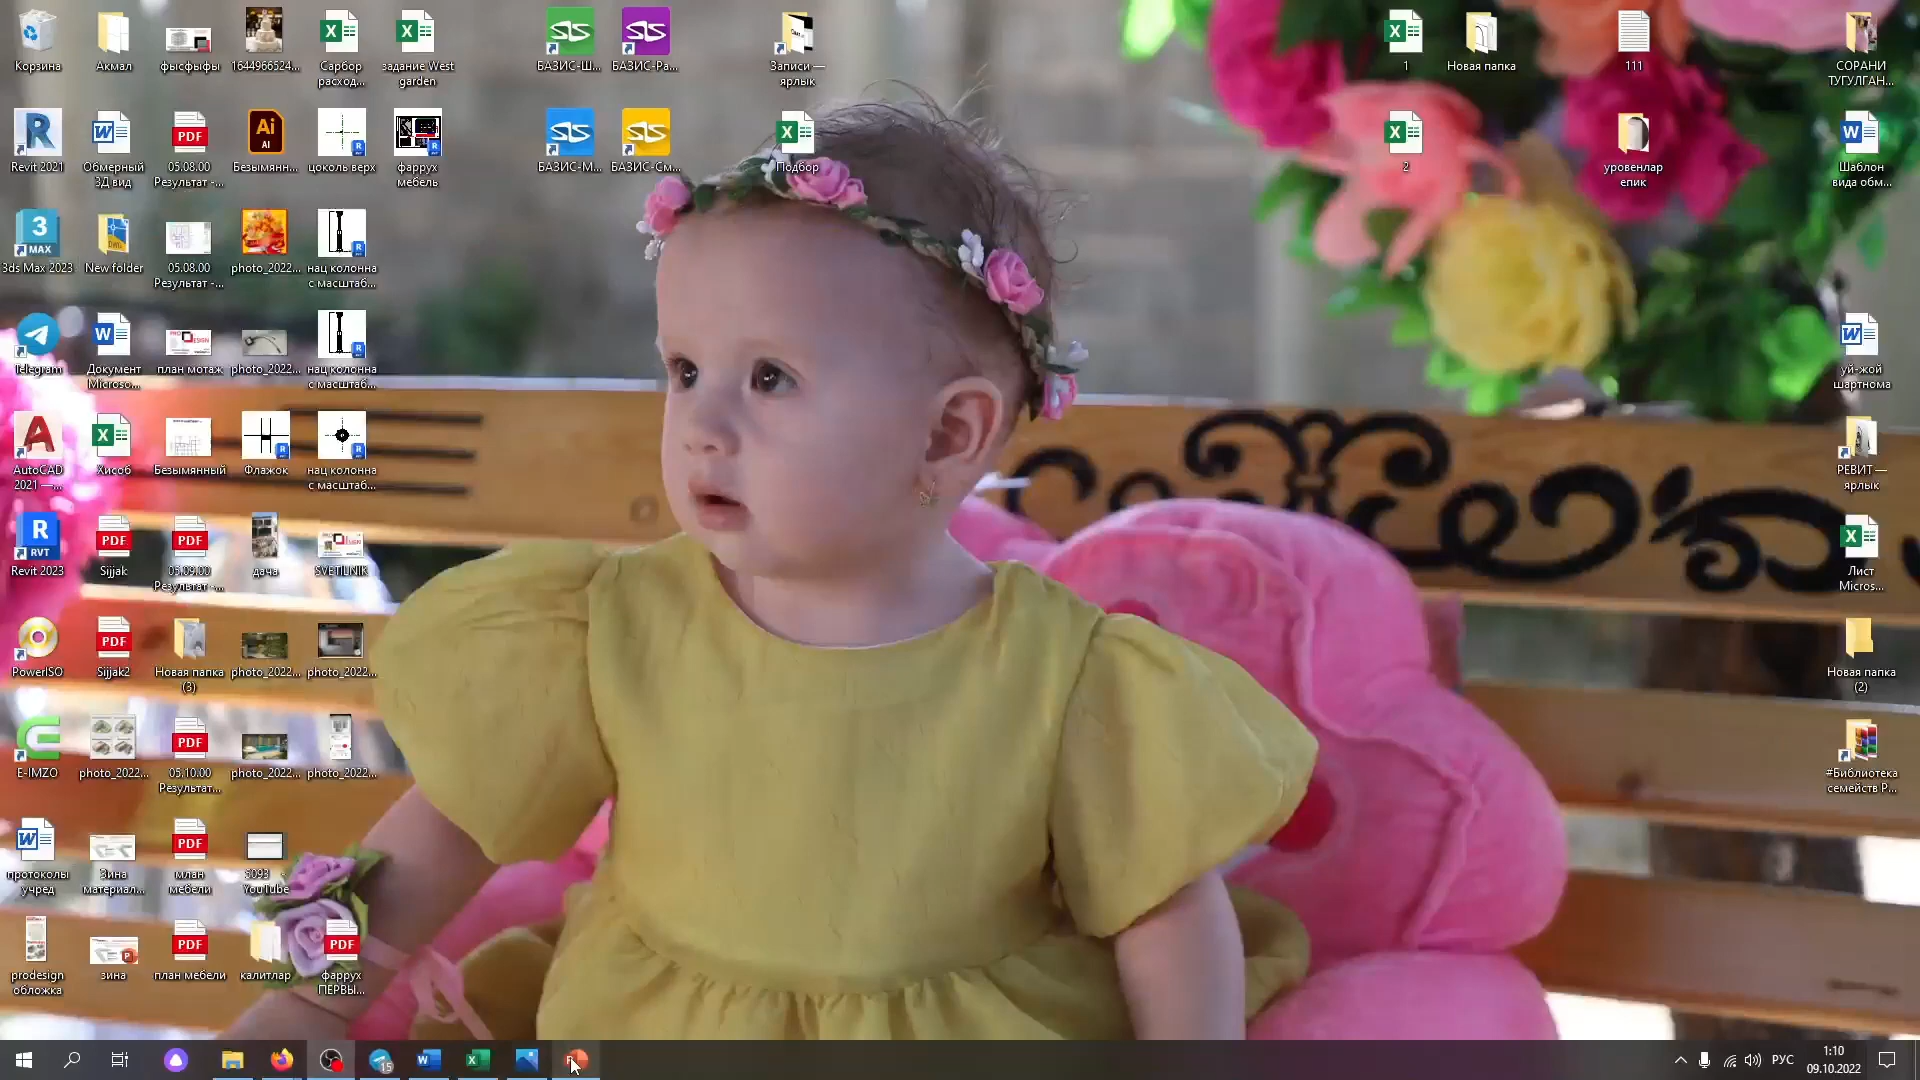 Корзина
Акмал
фысфыфы
1644966524...
Сарбор
расход...
задание West
garden
БАЗИС-Ш...
БАЗИС-Ра...
Записи —
ярлык
1
Новая папка
111
СОРАНИ
ТУГУЛГАН...
Revit 2021
Обмерный
3Д вид
05.08.00
Результат -...
Безымянн...
цоколь верх
фаррух
мебель
БАЗИС-М...
БАЗИС-См...
Подбор
2
уровенлар
епик
Шаблон
вида обм...
3ds Max 2023
New folder
05.08.00
Результат -...
photo_2022...
нац колонна
с масштаб...
Telegram
Документ
Microso...
план мотаж
photo_2022...
нац колонна
с масштаб...
уй-жой
шартнома
AutoCAD
2021 —...
Хисоб
Безымянный
Флажок
нац колонна
с масштаб...
РЕВИТ —
ярлык
Revit 2023
Sijjak
05.09.00
Результат -...
дача
SVETILNIK
Лист
Micros...
PowerISO
Sijjak2
Новая папка
(3)
photo_2022...
photo_2022...
Новая папка
(2)
E-IMZO
photo_2022...
05.10.00
Результат...
photo_2022...
photo_2022...
#Библиотека
семейств Р...
протоколы
учред
Зина
материал...
млан
мебели
YouTube
prodesign
обложка
зина
план мебели
калитлар
фаррух
ПЕРВЫ...
15
РУС
1:10
09.10.2022